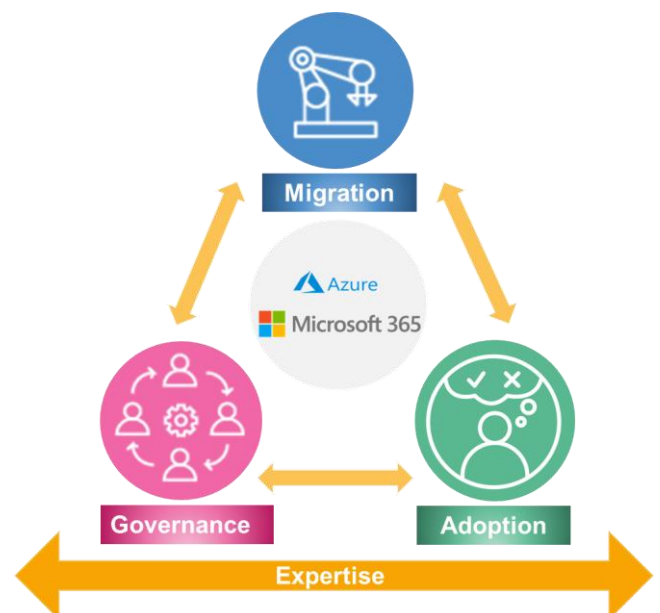 Migration
Azure
Microsoft 365
Governance
Adoption
Expertise